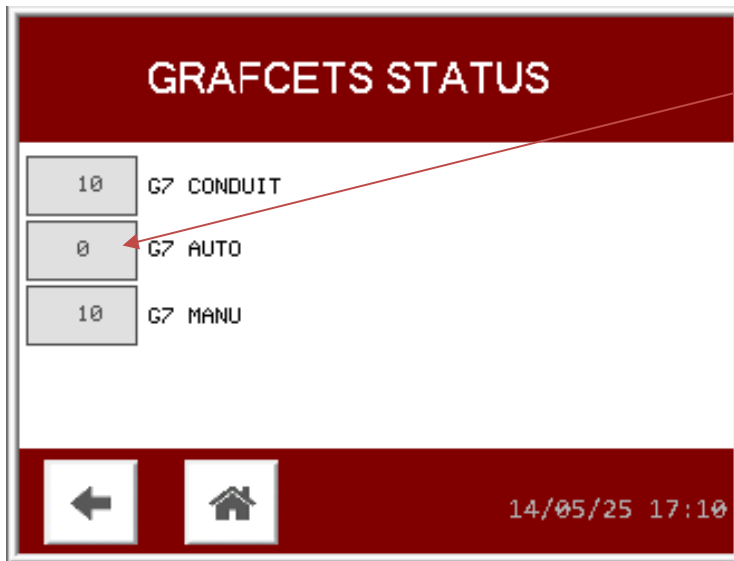 GRAFCETS STATUS
10 G7 CONDUIT
0 G7 AUTO
10 G7 MANU
14/05/25 17:10